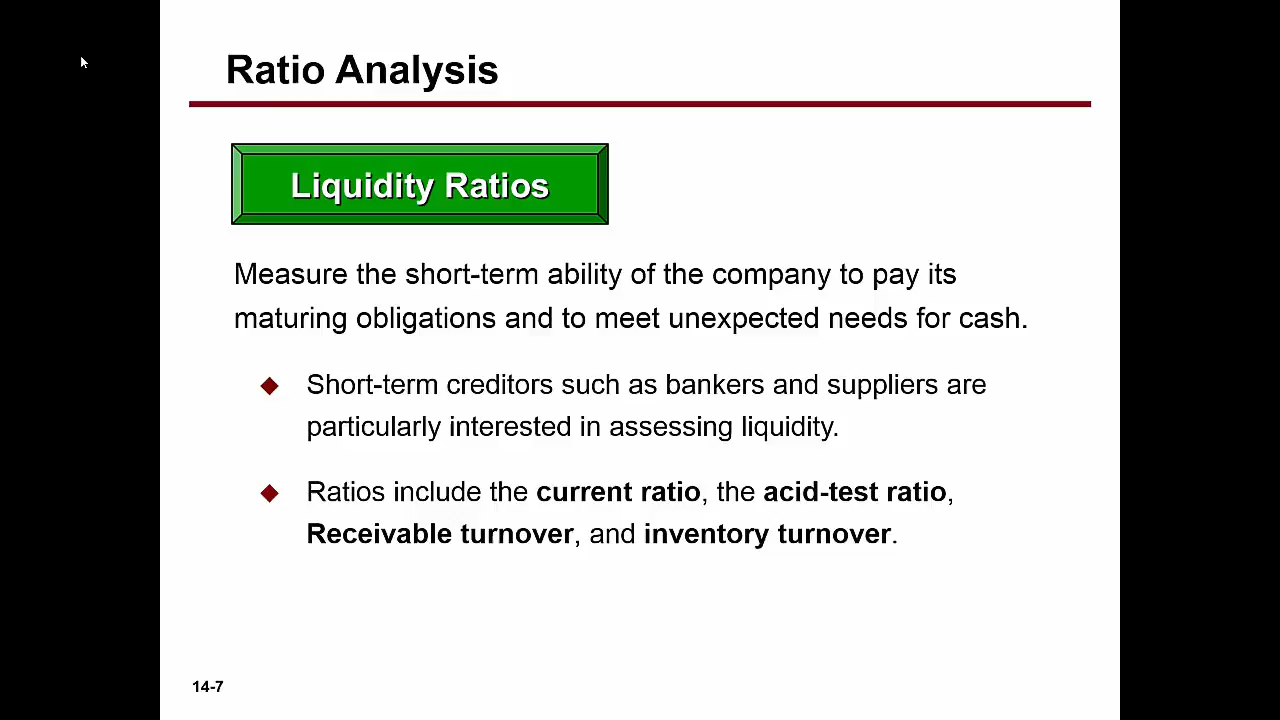 Ratio Analysis
Liquidity Ratios
Measure the short-term ability of the company to pay its
maturing obligations and to meet unexpected needs for cash.
Short-term creditors such as bankers and suppliers are
particularly interested in assessing liquidity.
Ratios include the current ratio, the acid-test ratio,
Receivable turnover, and inventory turnover.
14-7